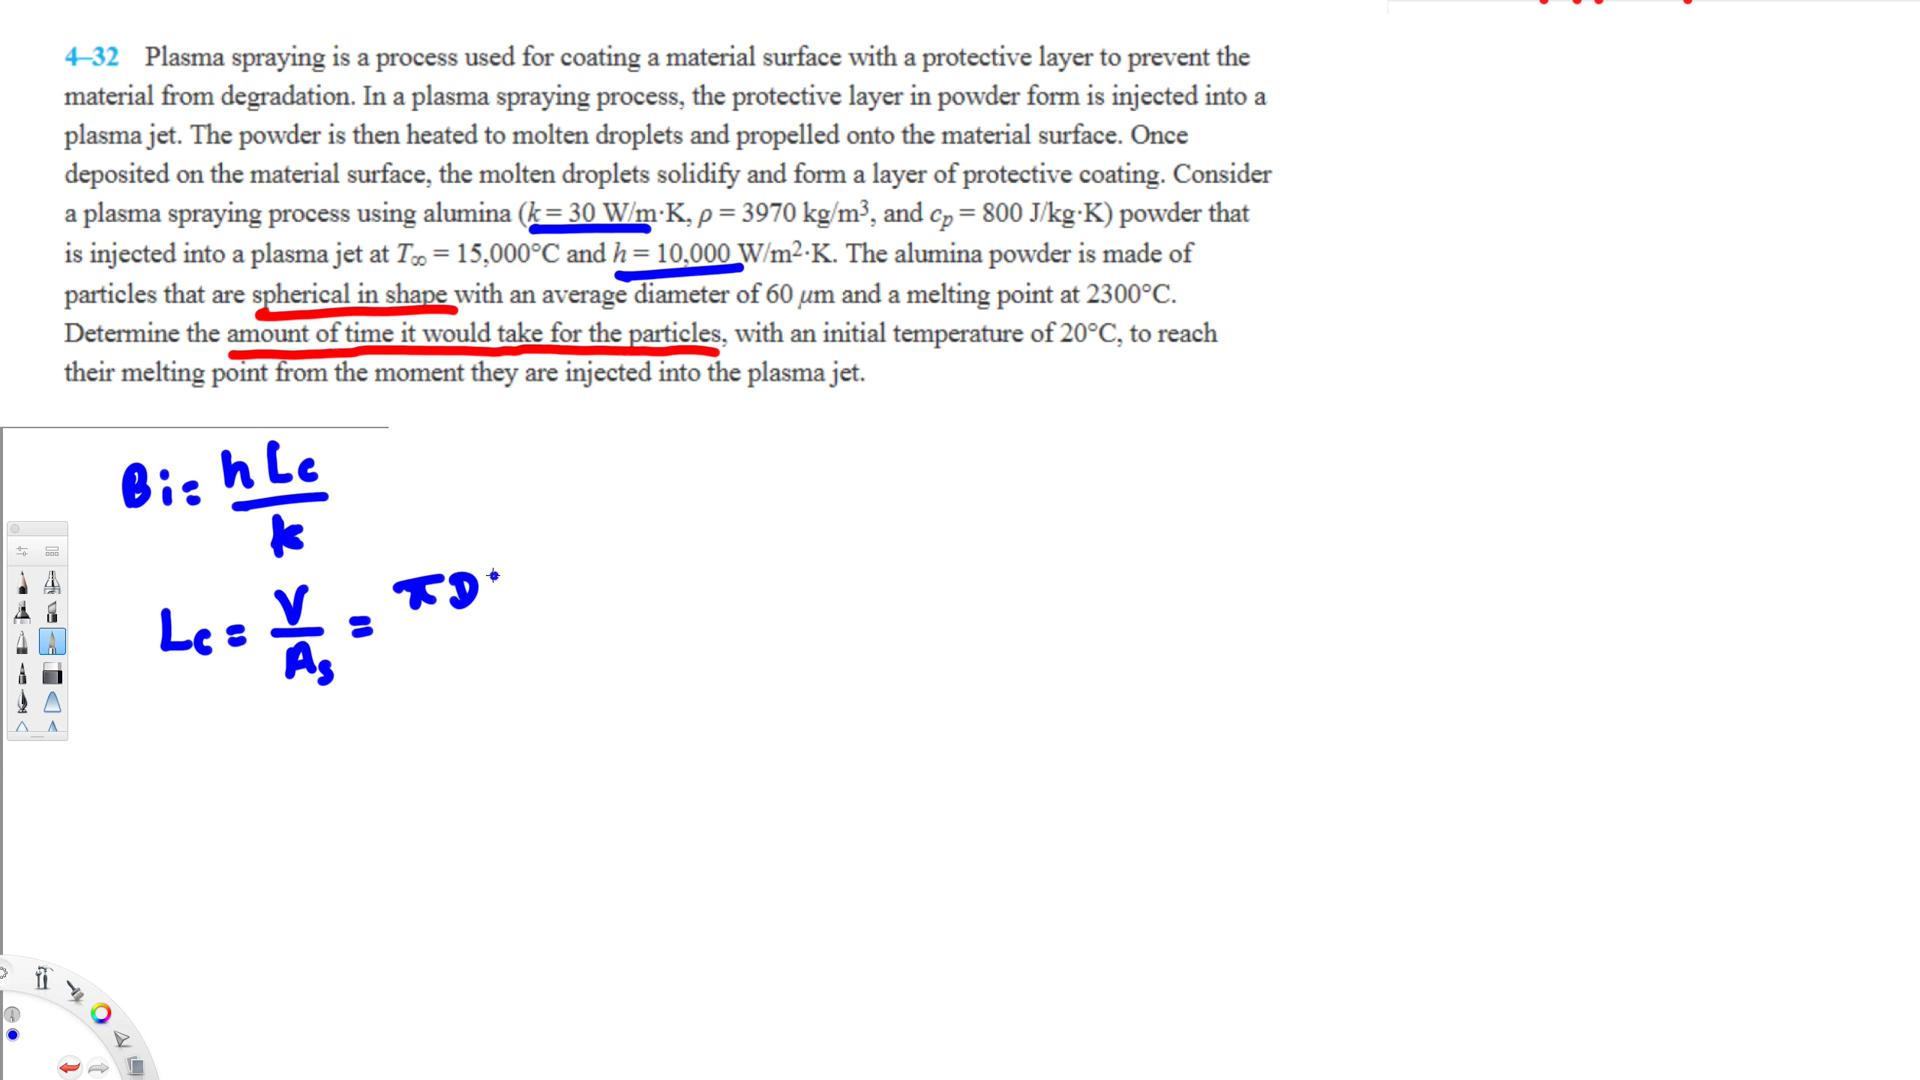 4–32 Plasma spraying is a process used for coating a material surface with a protective layer to prevent the
material from degradation. In a plasma spraying process, the protective layer in powder form is injected into a
plasma jet. The powder is then heated to molten droplets and propelled onto the material surface. Once
deposited on the material surface, the molten droplets solidify and form a layer of protective coating. Consider
a plasma spraying process using alumina (k = 30 W/m·K, ρ = 3970 kg/m³, and cₚ = 800 J/kg·K) powder that
is injected into a plasma jet at T∞ = 15,000°C and h = 10,000 W/m²·K. The alumina powder is made of
particles that are spherical in shape with an average diameter of 60 μm and a melting point at 2300°C.
Determine the amount of time it would take for the particles, with an initial temperature of 20°C, to reach
their melting point from the moment they are injected into the plasma jet.
Bi = h Lc / k
Lc = V / As = πD